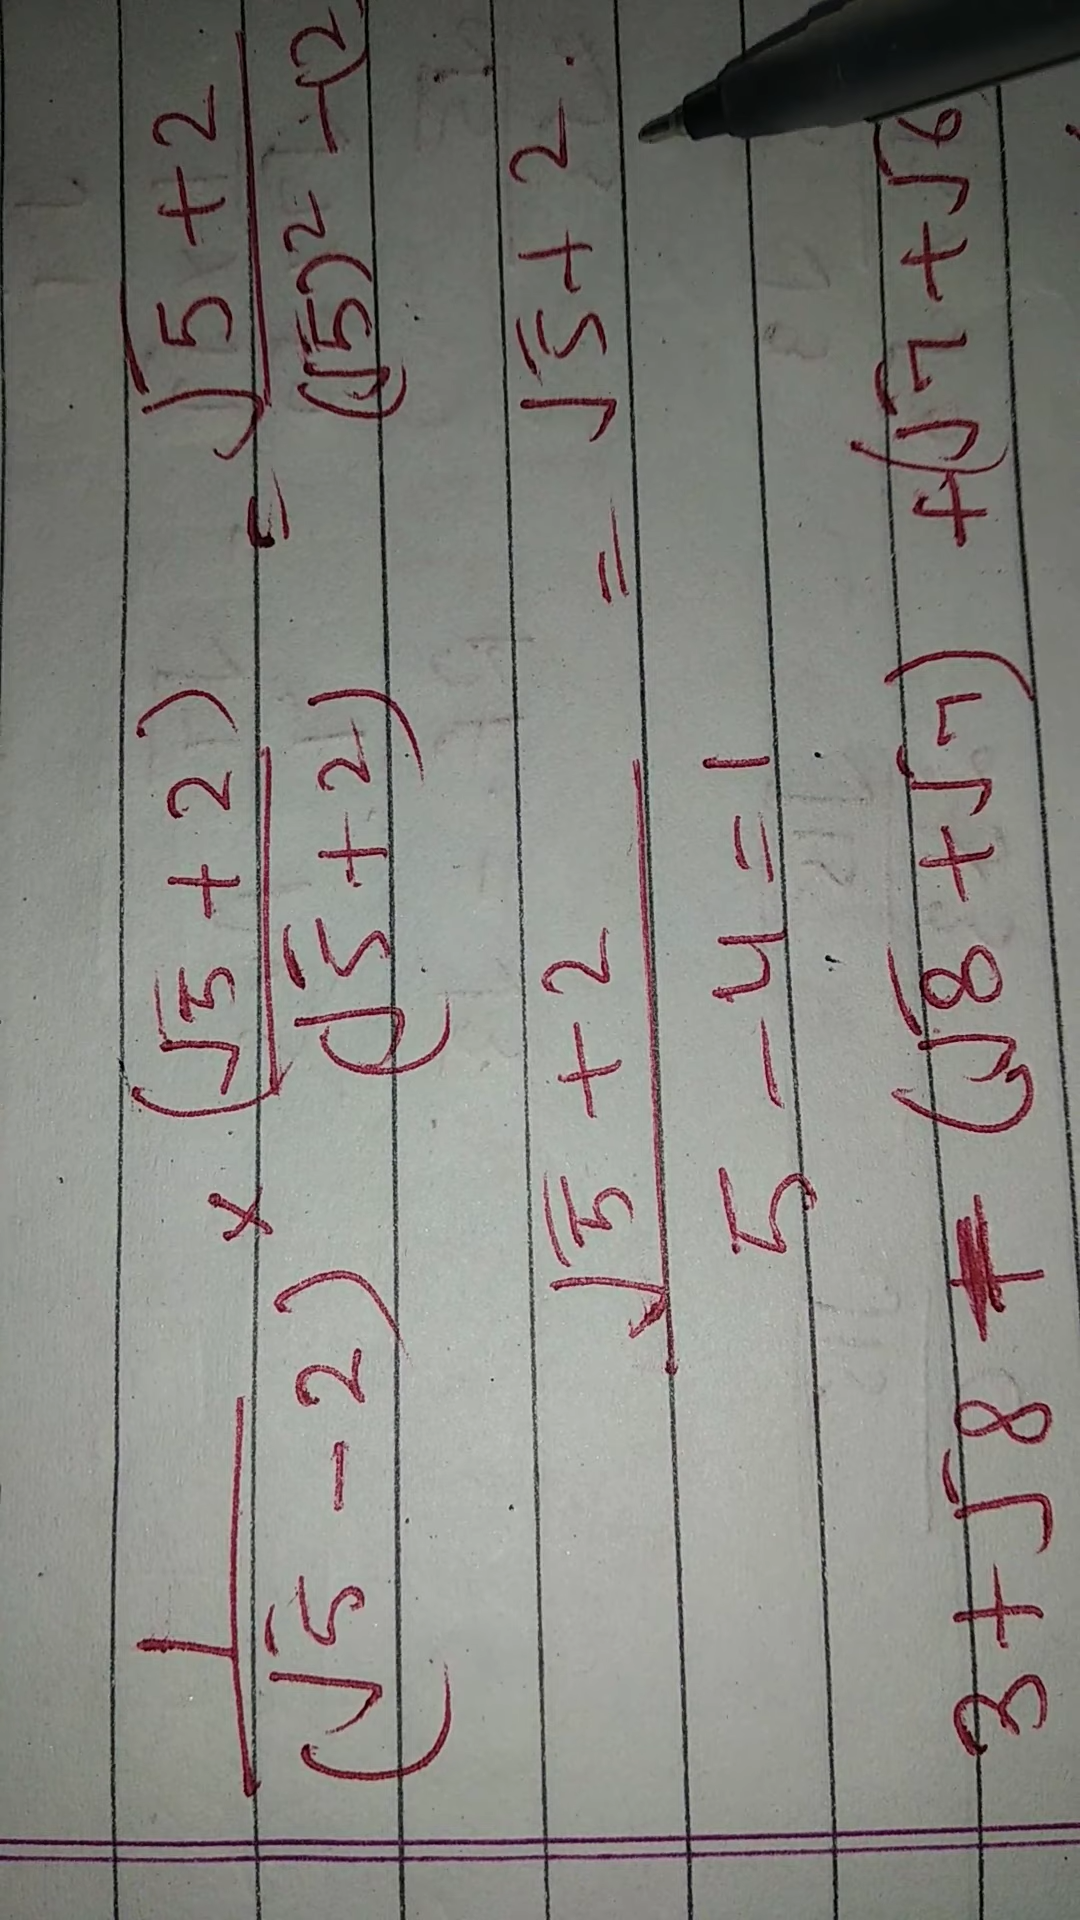 1 (√5 + 2) √5 + 2
——— × ——— = ———
(√5 - 2) (√5 + 2) (√5)² - (2
√5 + 2
——— = √5 + 2.
5 - 4 = 1
3 + √8 + (√8 + √7) + (√7 + √6